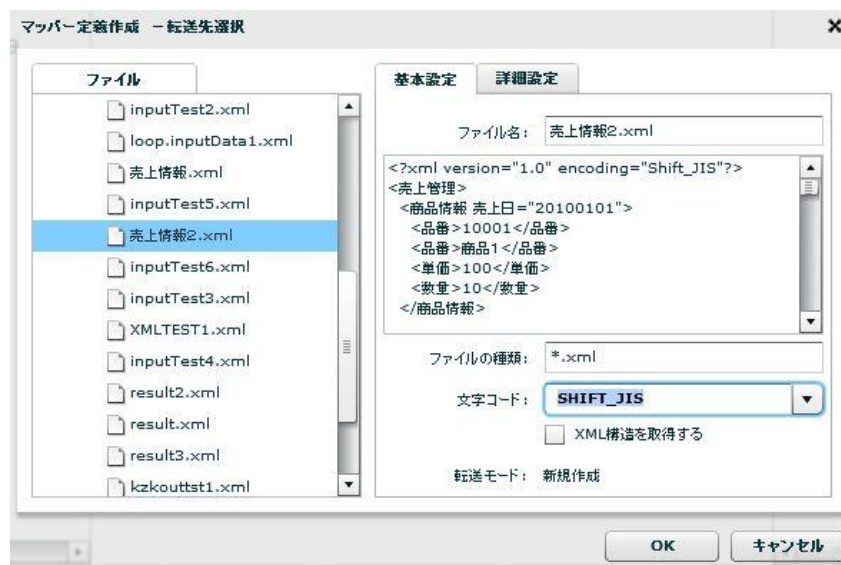 マッパー定義作成 －転送先選択
ファイル
inputTest2.xml
loop.inputData1.xml
売上情報.xml
inputTest5.xml
売上情報2.xml
inputTest6.xml
inputTest3.xml
XMLTEST1.xml
inputTest4.xml
result2.xml
result.xml
result3.xml
kzkouttst1.xml
基本設定 詳細設定
ファイル名： 売上情報2.xml
<?xml version="1.0" encoding="Shift_JIS"?>
<売上管理>
<商品情報 売上日="20100101">
<品番>10001</品番>
<品番>商品1</品番>
<単価>100</単価>
<数量>10</数量>
</商品情報>
ファイルの種類： *.xml
文字コード： SHIFT_JIS
XML構造を取得する
転送モード： 新規作成
OK キャンセル